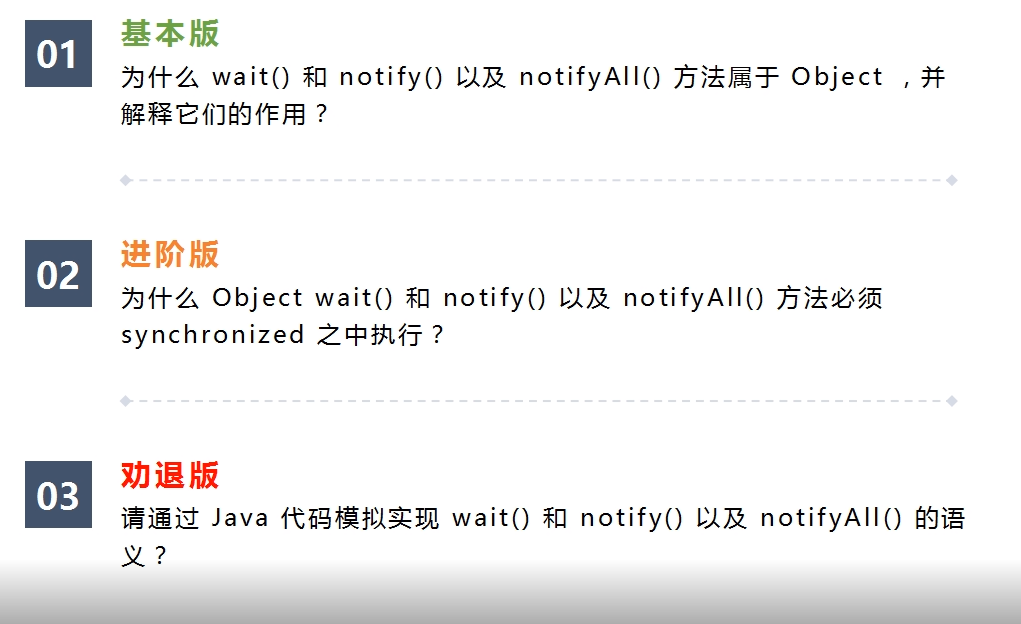 01
基本版
为什么 wait() 和 notify() 以及 notifyAll() 方法属于 Object ，并
解释它们的作用？
02
进阶版
为什么 Object wait() 和 notify() 以及 notifyAll() 方法必须
synchronized 之中执行？
03
劝退版
请通过 Java 代码模拟实现 wait() 和 notify() 以及 notifyAll() 的语
义？